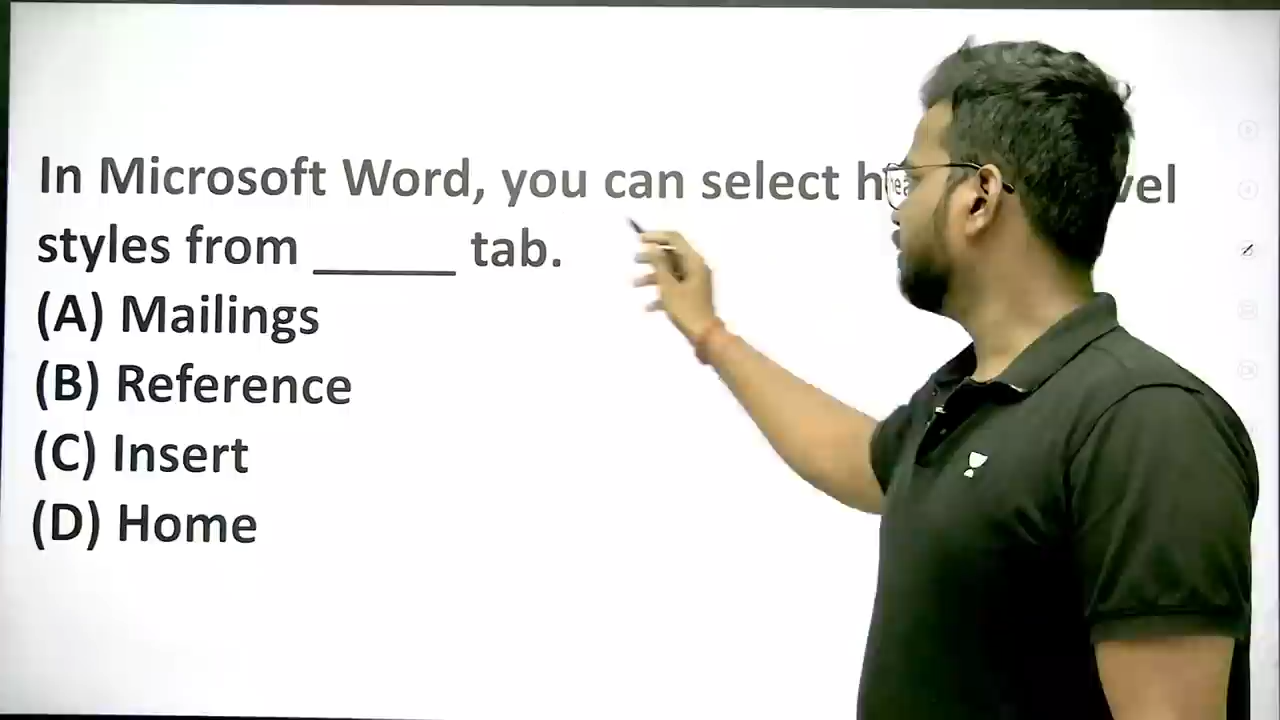 In Microsoft Word, you can select
styles from ______ tab.
(A) Mailings
(B) Reference
(C) Insert
(D) Home